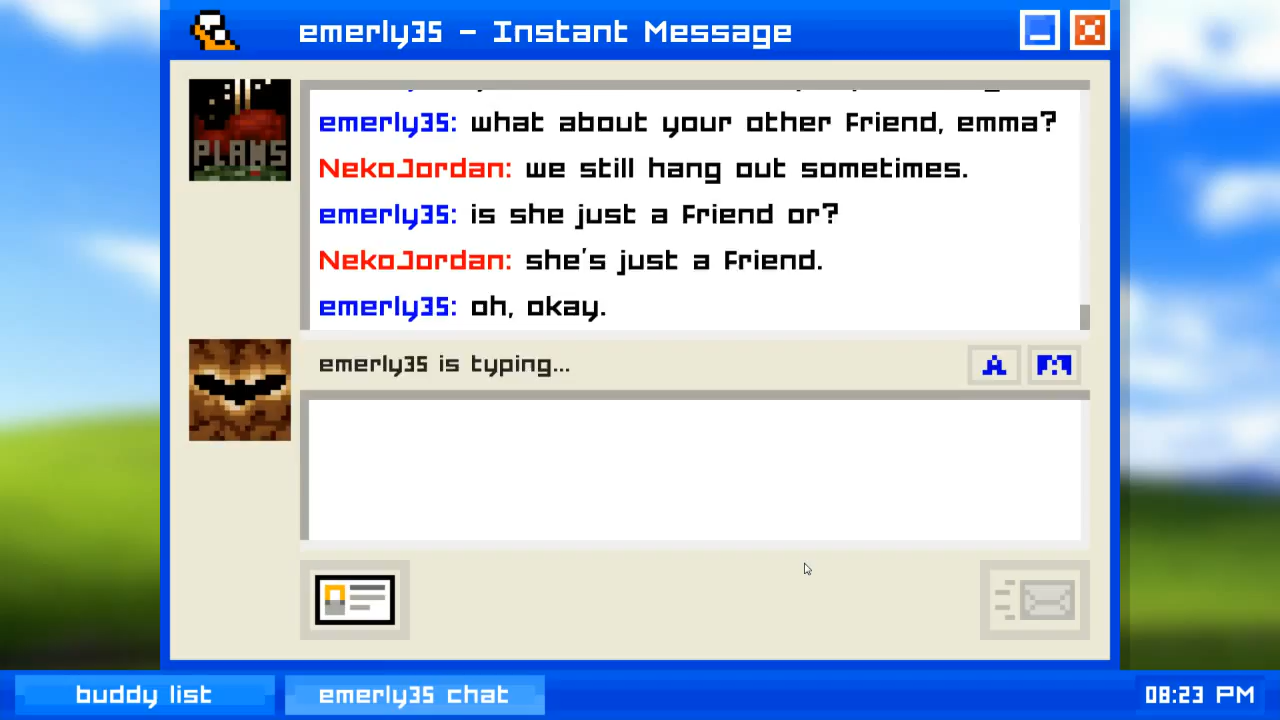 emerly35 - Instant Message
PLANS
emerly35: what about your other friend, emma?
NekoJordan: we still hang out sometimes.
emerly35: is she just a friend or?
NekoJordan: she's just a friend.
emerly35: oh, okay.
emerly35 is typing...
A
buddy list
emerly35 chat
08:23 PM